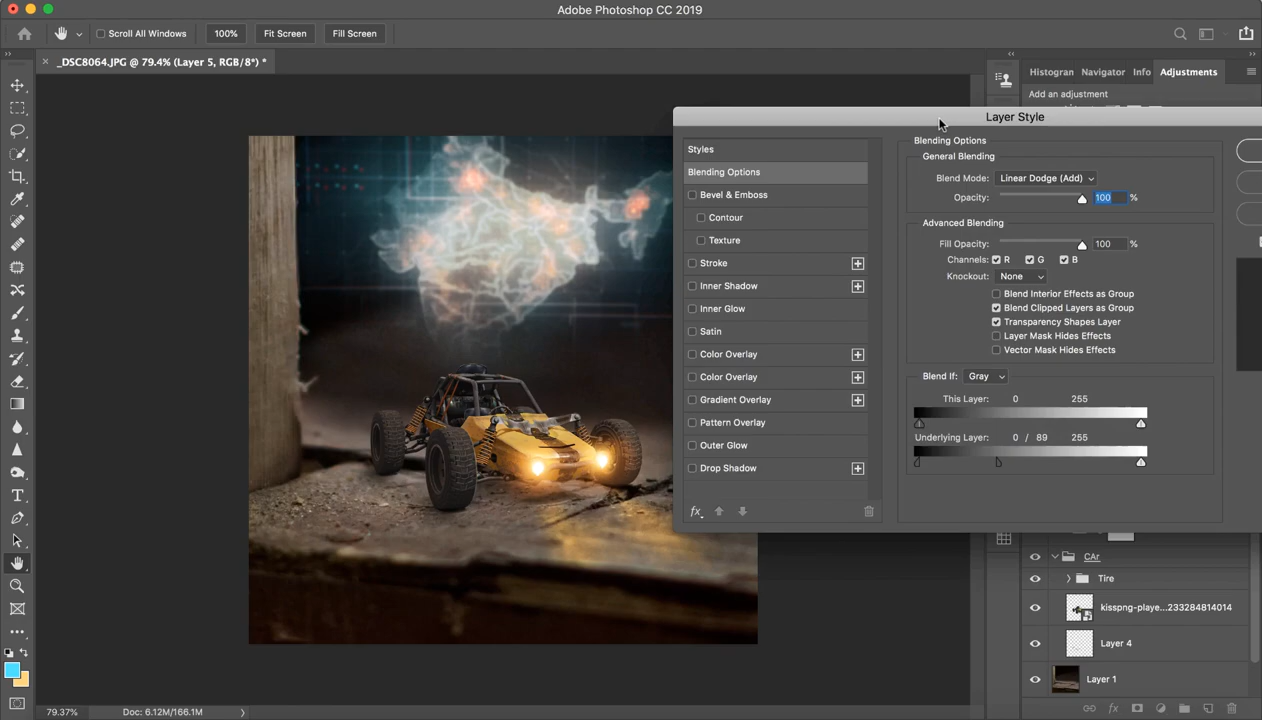 Adobe Photoshop CC 2019
Scroll All Windows
100%
Fit Screen
Fill Screen
_DSC8064.JPG @ 79.4% (Layer 5, RGB/8*) *
Histogran
Navigator
Info
Adjustments
Add an adjustment
Layer Style
Styles
Blending Options
Bevel & Emboss
Contour
Texture
Stroke
Inner Shadow
Inner Glow
Satin
Color Overlay
Color Overlay
Gradient Overlay
Pattern Overlay
Outer Glow
Drop Shadow
fx
Blending Options
General Blending
Blend Mode: Linear Dodge (Add)
Opacity: 100 %
Advanced Blending
Fill Opacity: 100 %
Channels: R G B
Knockout: None
Blend Interior Effects as Group
Blend Clipped Layers as Group
Transparency Shapes Layer
Layer Mask Hides Effects
Vector Mask Hides Effects
Blend If: Gray
This Layer: 0 255
Underlying Layer: 0 / 89 255
CAr
Tire
kisspng-playe...233284814014
Layer 4
Layer 1
fx
79.37%
Doc: 6.12M/166.1M